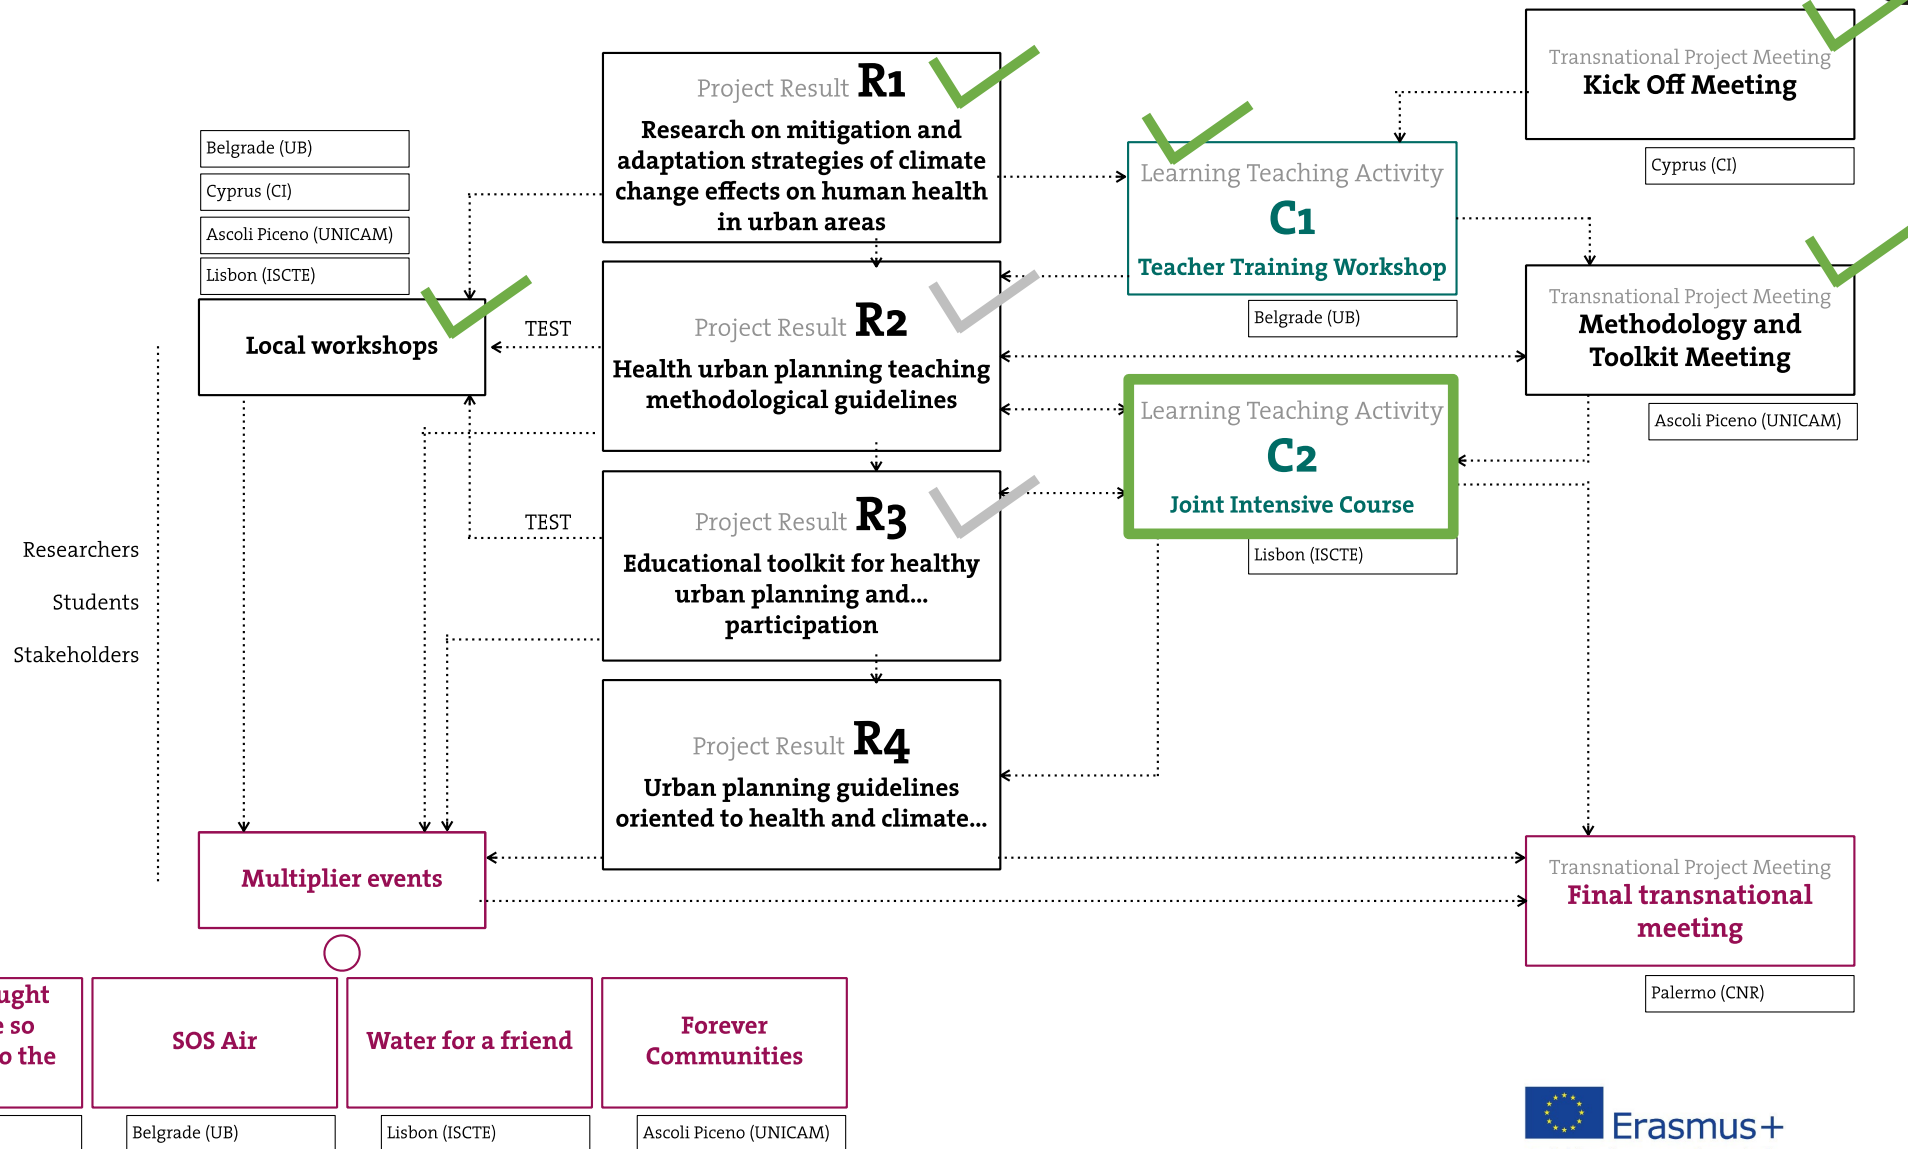 Transnational Project Meeting
Kick Off Meeting
Cyprus (CI)
Project Result R1
Research on mitigation and
adaptation strategies of climate
change effects on human health
in urban areas
Learning Teaching Activity
C1
Teacher Training Workshop
Belgrade (UB)
Belgrade (UB)
Cyprus (CI)
Ascoli Piceno (UNICAM)
Lisbon (ISCTE)
Local workshops
TEST
Project Result R2
Health urban planning teaching
methodological guidelines
Transnational Project Meeting
Methodology and
Toolkit Meeting
Ascoli Piceno (UNICAM)
Learning Teaching Activity
C2
Joint Intensive Course
Lisbon (ISCTE)
TEST
Project Result R3
Educational toolkit for healthy
urban planning and...
participation
Researchers
Students
Stakeholders
Project Result R4
Urban planning guidelines
oriented to health and climate...
Multiplier events
Transnational Project Meeting
Final transnational
meeting
Palermo (CNR)
ught
e so
o the
SOS Air
Water for a friend
Forever
Communities
Belgrade (UB)
Lisbon (ISCTE)
Ascoli Piceno (UNICAM)
Erasmus+